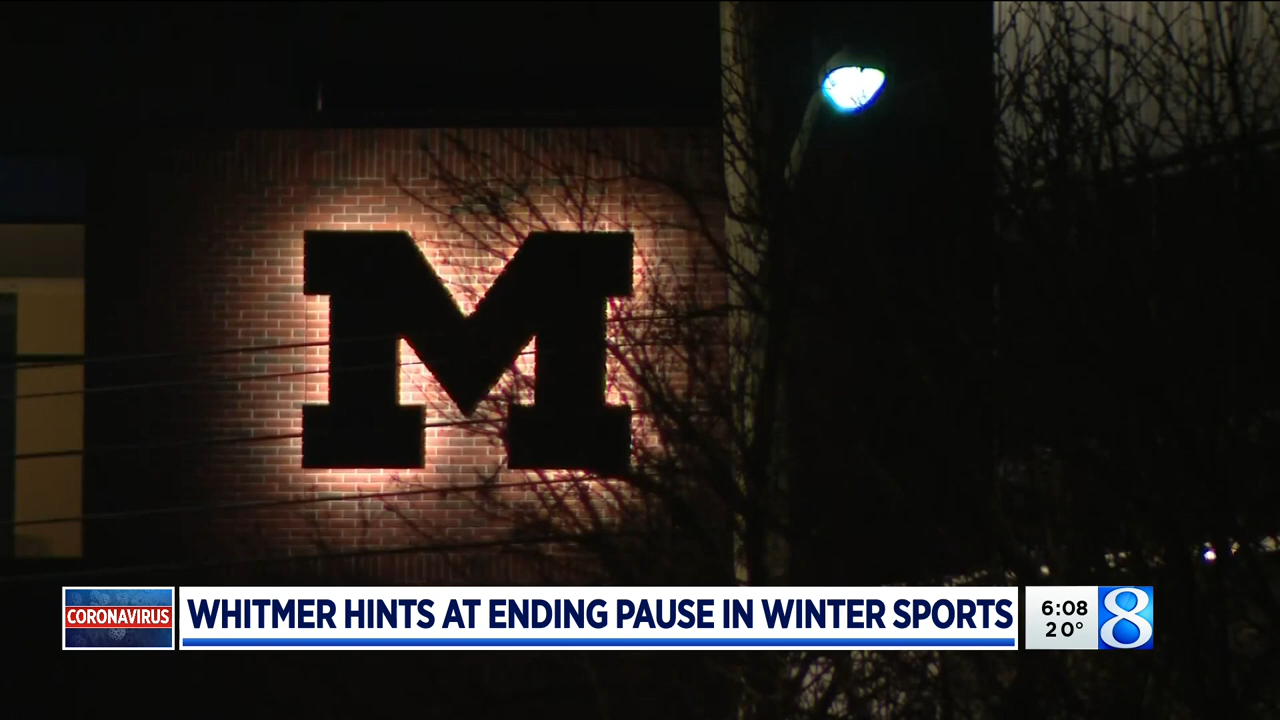 M
CORONAVIRUS
WHITMER HINTS AT ENDING PAUSE IN WINTER SPORTS
6:08
20°
8